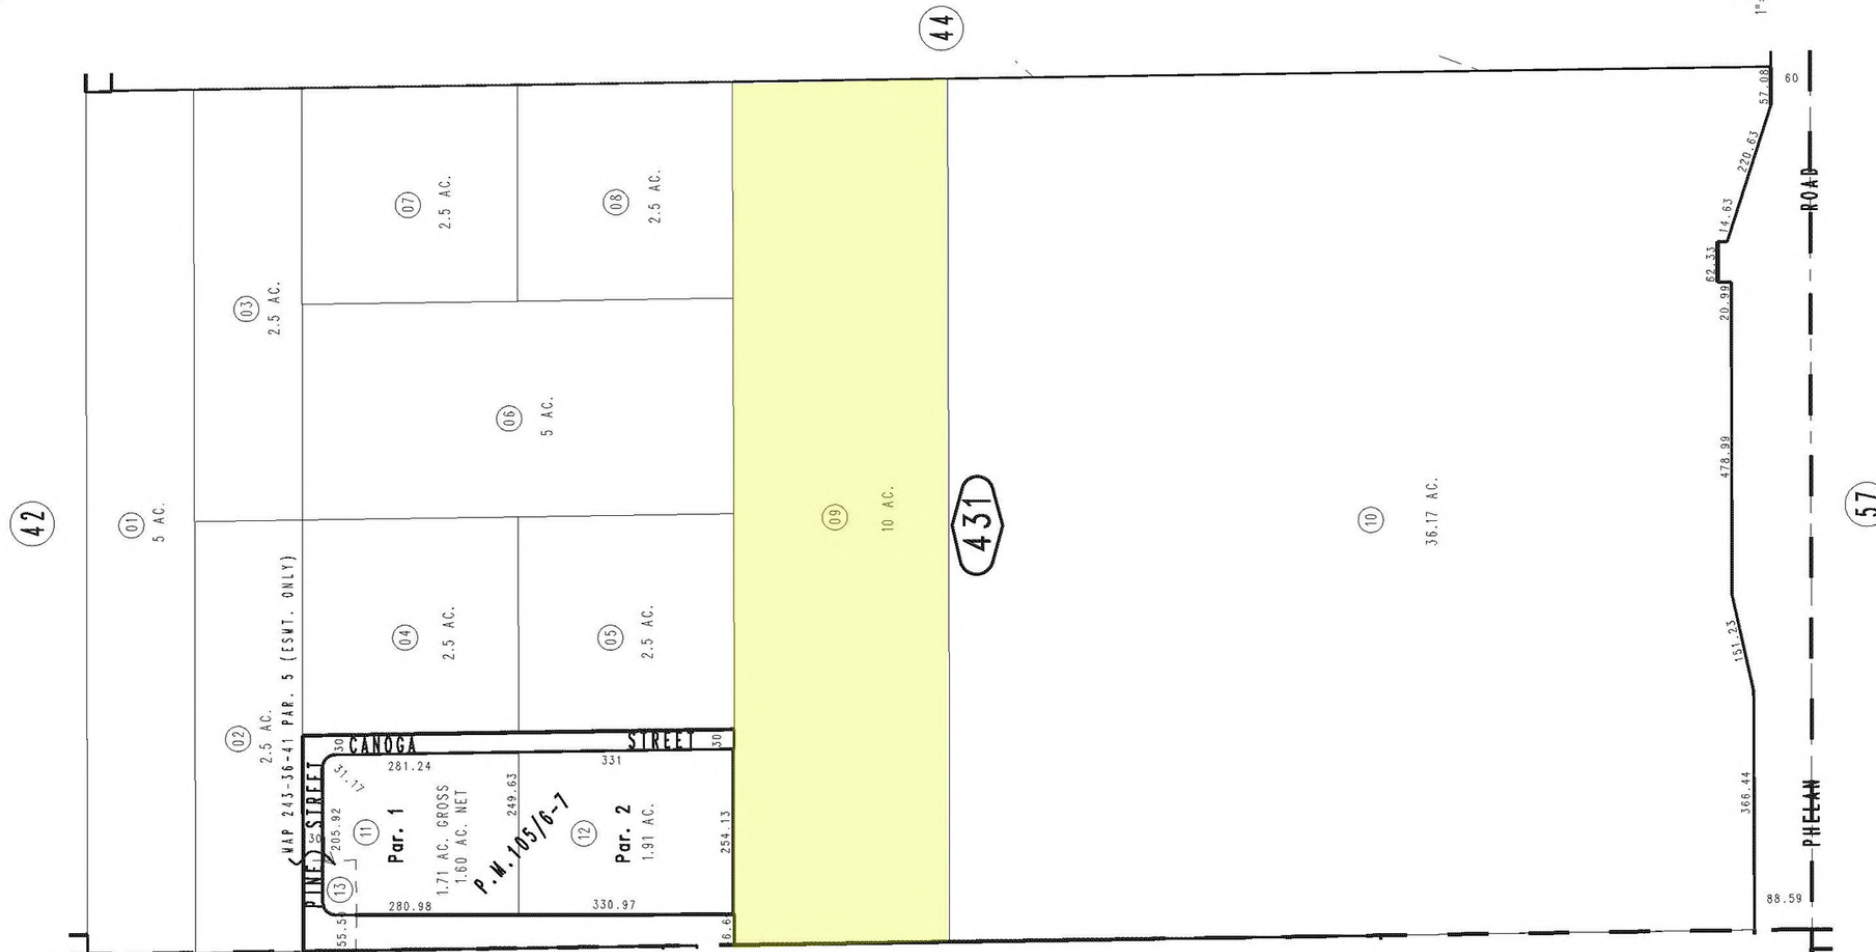 44
1"
60
57.08
220.63
14.63
62.33
20.99
478.99
151.23
366.44
88.59
ROAD
PHELAN
57
42
01
5 AC.
03
2.5 AC.
02
2.5 AC.
MAP 243-36-41 PAR. 5 (ESMT. ONLY)
07
2.5 AC.
08
2.5 AC.
06
5 AC.
04
2.5 AC.
05
2.5 AC.
09
10 AC.
431
10
36.17 AC.
CANOGA STREET
30
30
PINE STREET
30
31.17
281.24
331
205.92
249.63
254.13
11
Par. 1
1.71 AC. GROSS
1.60 AC. NET
P.M.105/6-7
12
Par. 2
1.91 AC.
13
280.98
330.97